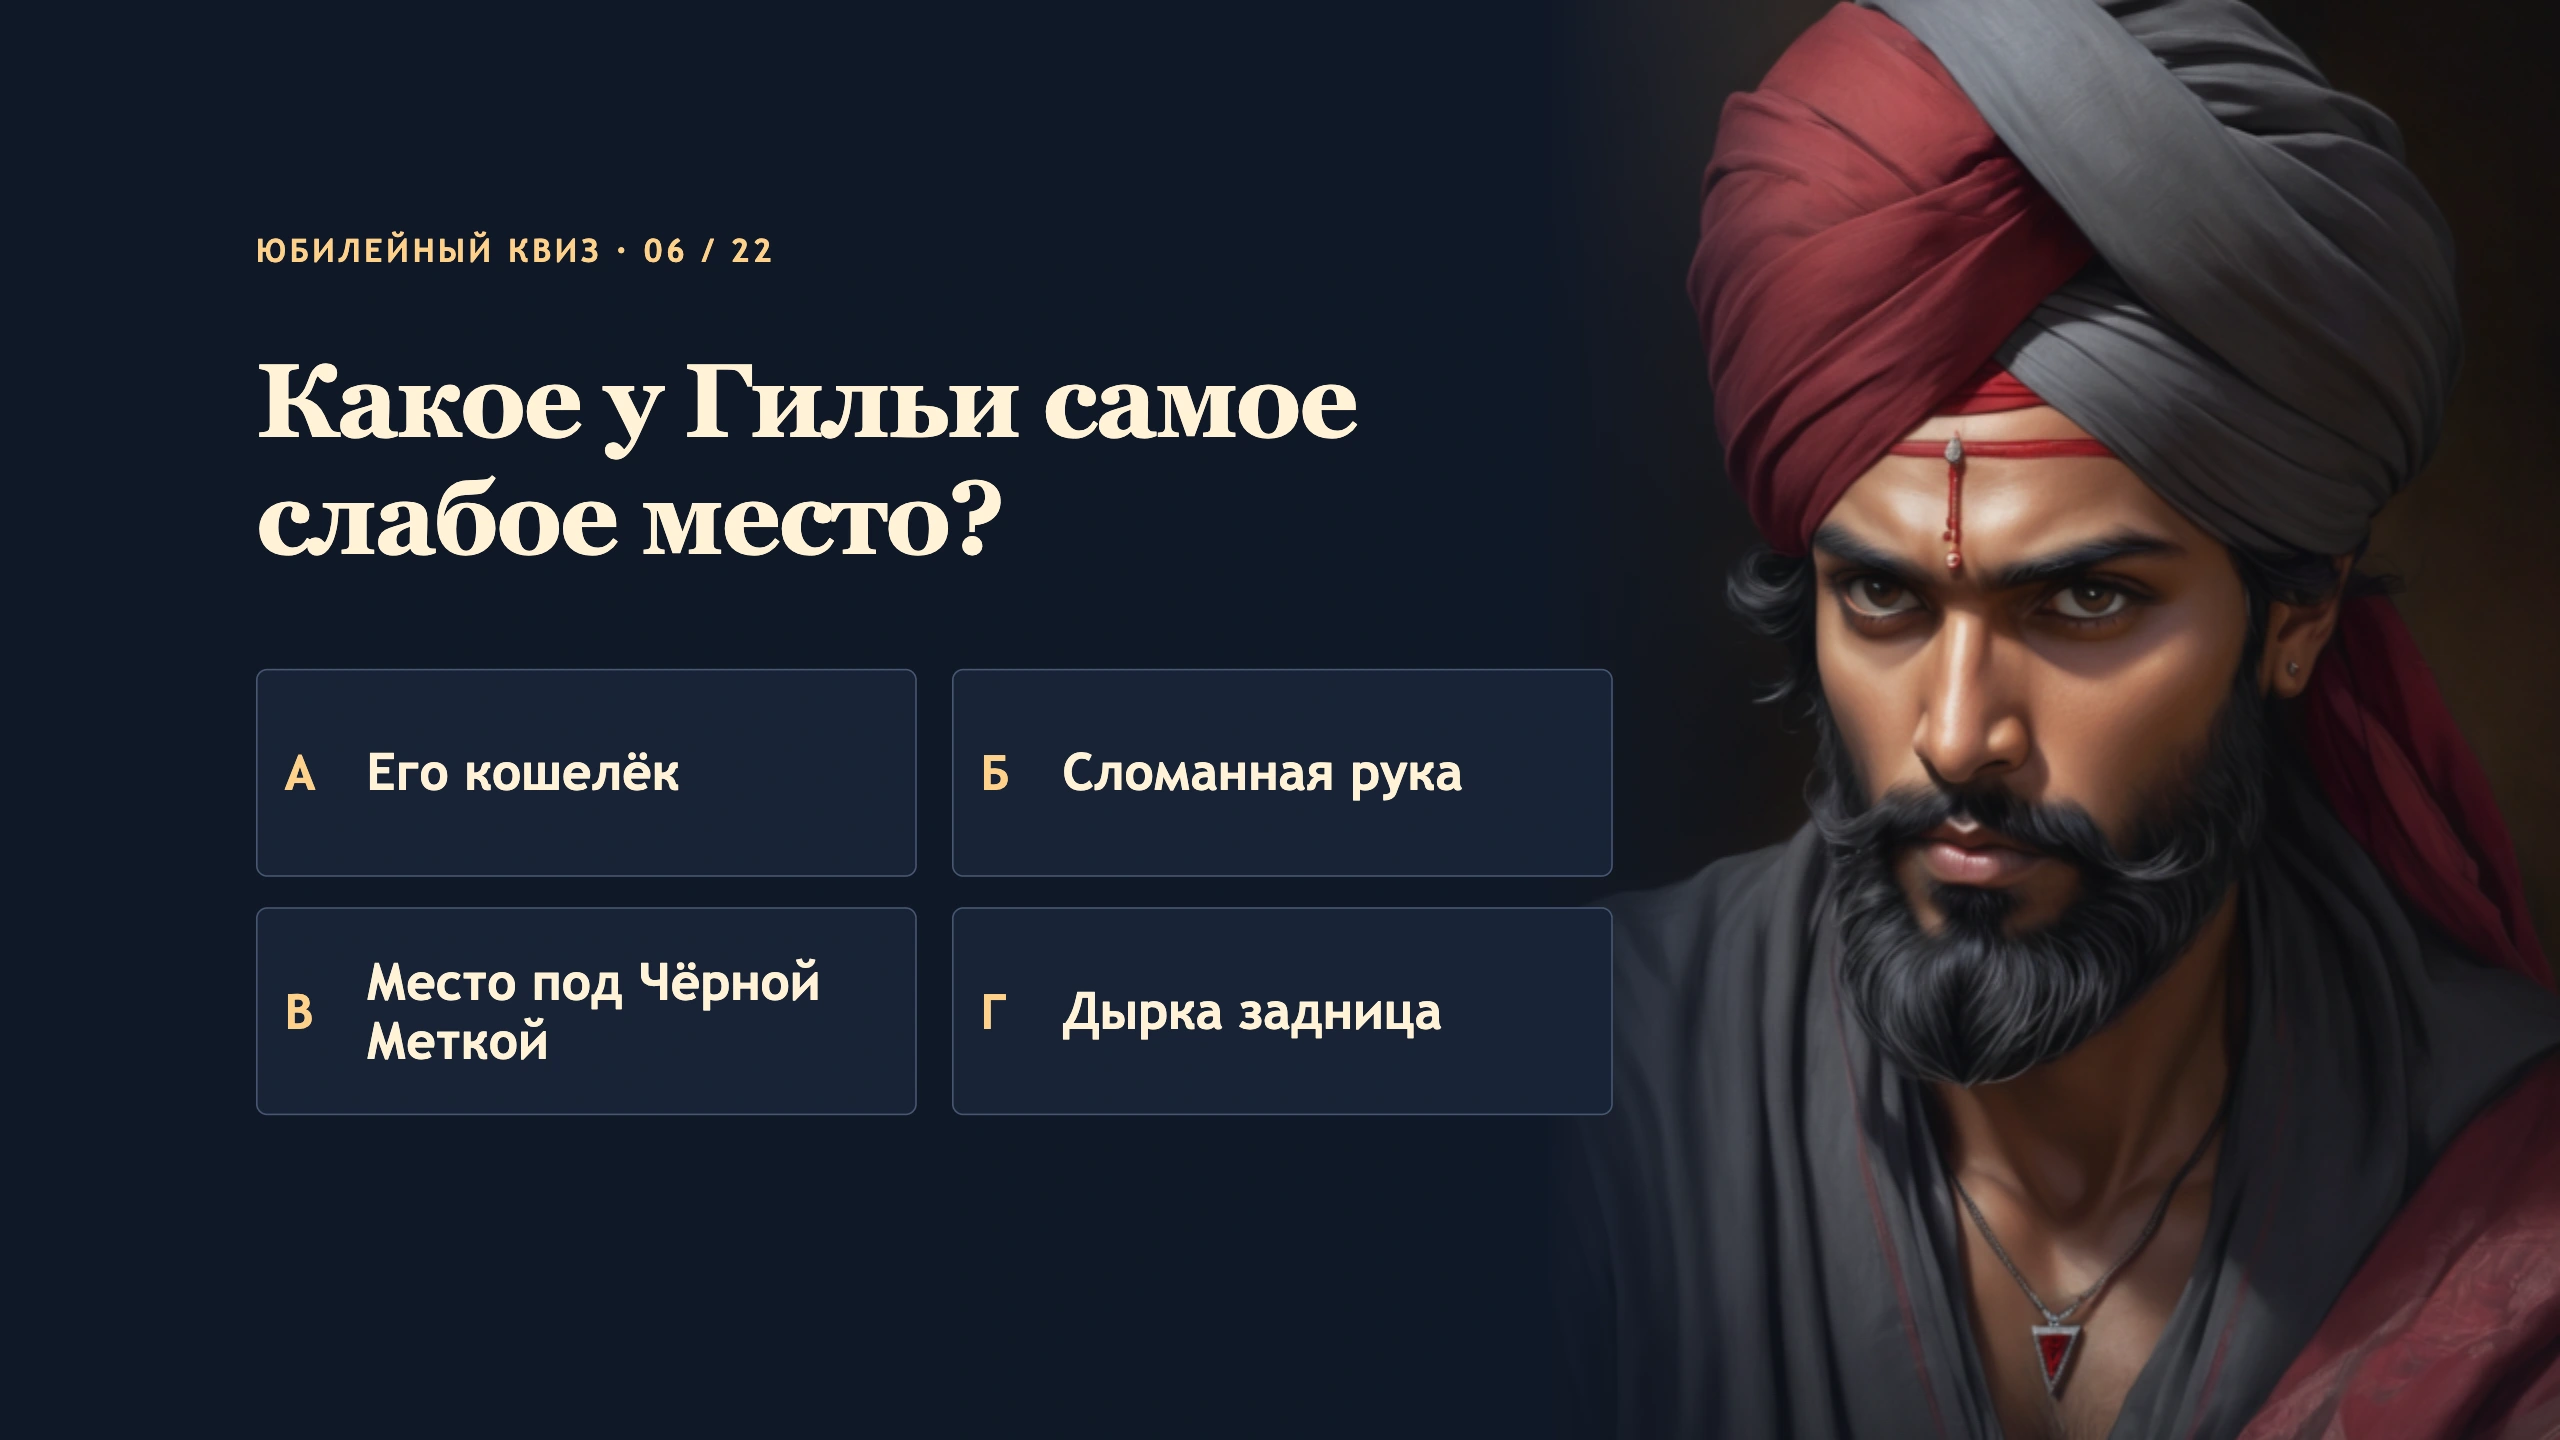 ЮБИЛЕЙНЫЙ КВИЗ · 06 / 22
Какое у Гильи самое
слабое место?
А Его кошелёк
Б Сломанная рука
В Место под Чёрной
Меткой
Г Дырка задница